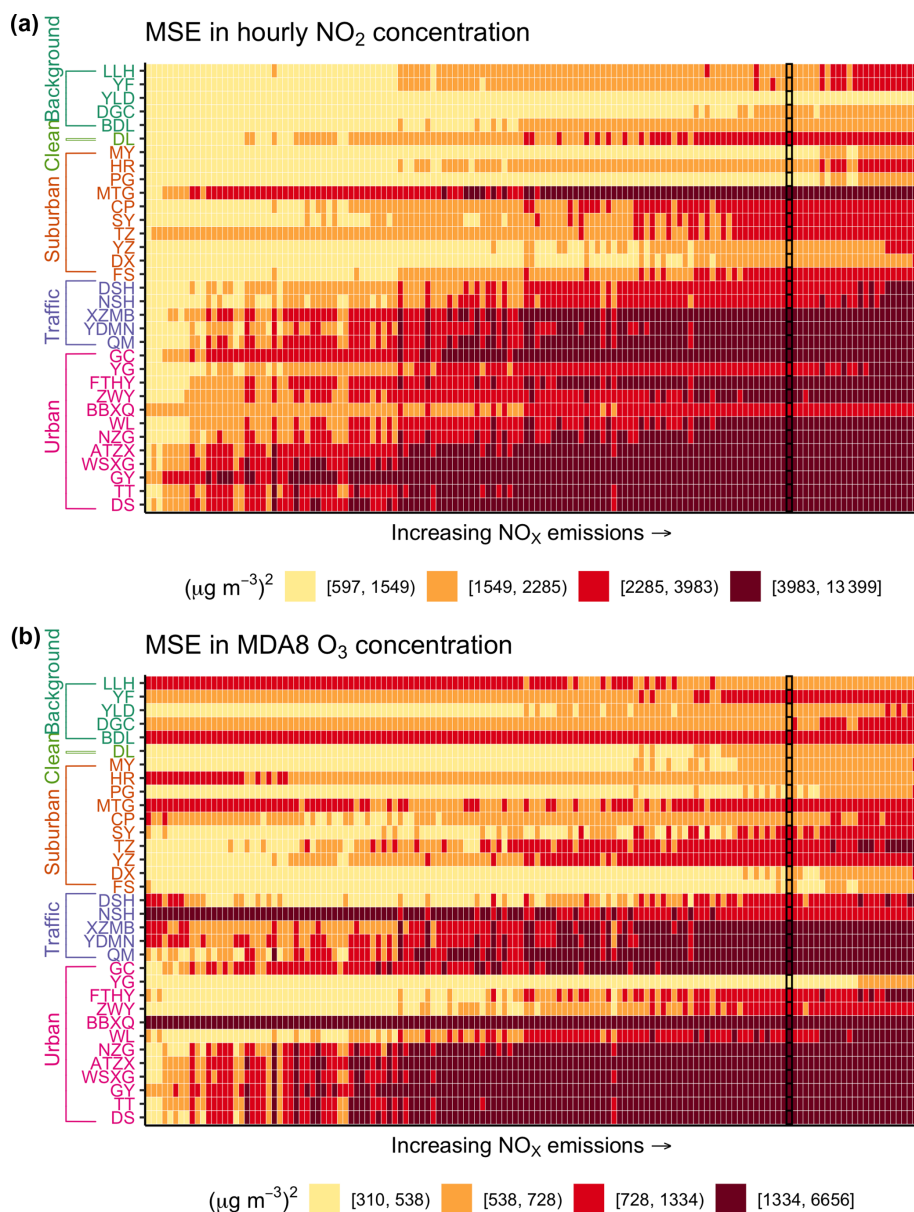 (a)
MSE in hourly NO₂ concentration
Background
LLH
YF
YLD
DGC
BDL
Clean
DL
Suburban
MY
HR
PG
MTG
CP
SY
TZ
YZ
DX
FS
Traffic
DSH
NSH
XZMB
YDMN
QM
Urban
GC
YG
FTHY
ZWY
BBXQ
WL
NZG
ATZX
WSXG
GY
TT
DS
Increasing NOX emissions →
(μg m⁻³)² [597, 1549) [1549, 2285) [2285, 3983) [3983, 13 399]
(b)
MSE in MDA8 O₃ concentration
Background
LLH
YF
YLD
DGC
BDL
Clean
DL
Suburban
MY
HR
PG
MTG
CP
SY
TZ
YZ
DX
FS
Traffic
DSH
NSH
XZMB
YDMN
QM
Urban
GC
YG
FTHY
ZWY
BBXQ
WL
NZG
ATZX
WSXG
GY
TT
DS
Increasing NOX emissions →
(μg m⁻³)² [310, 538) [538, 728) [728, 1334) [1334, 6656]